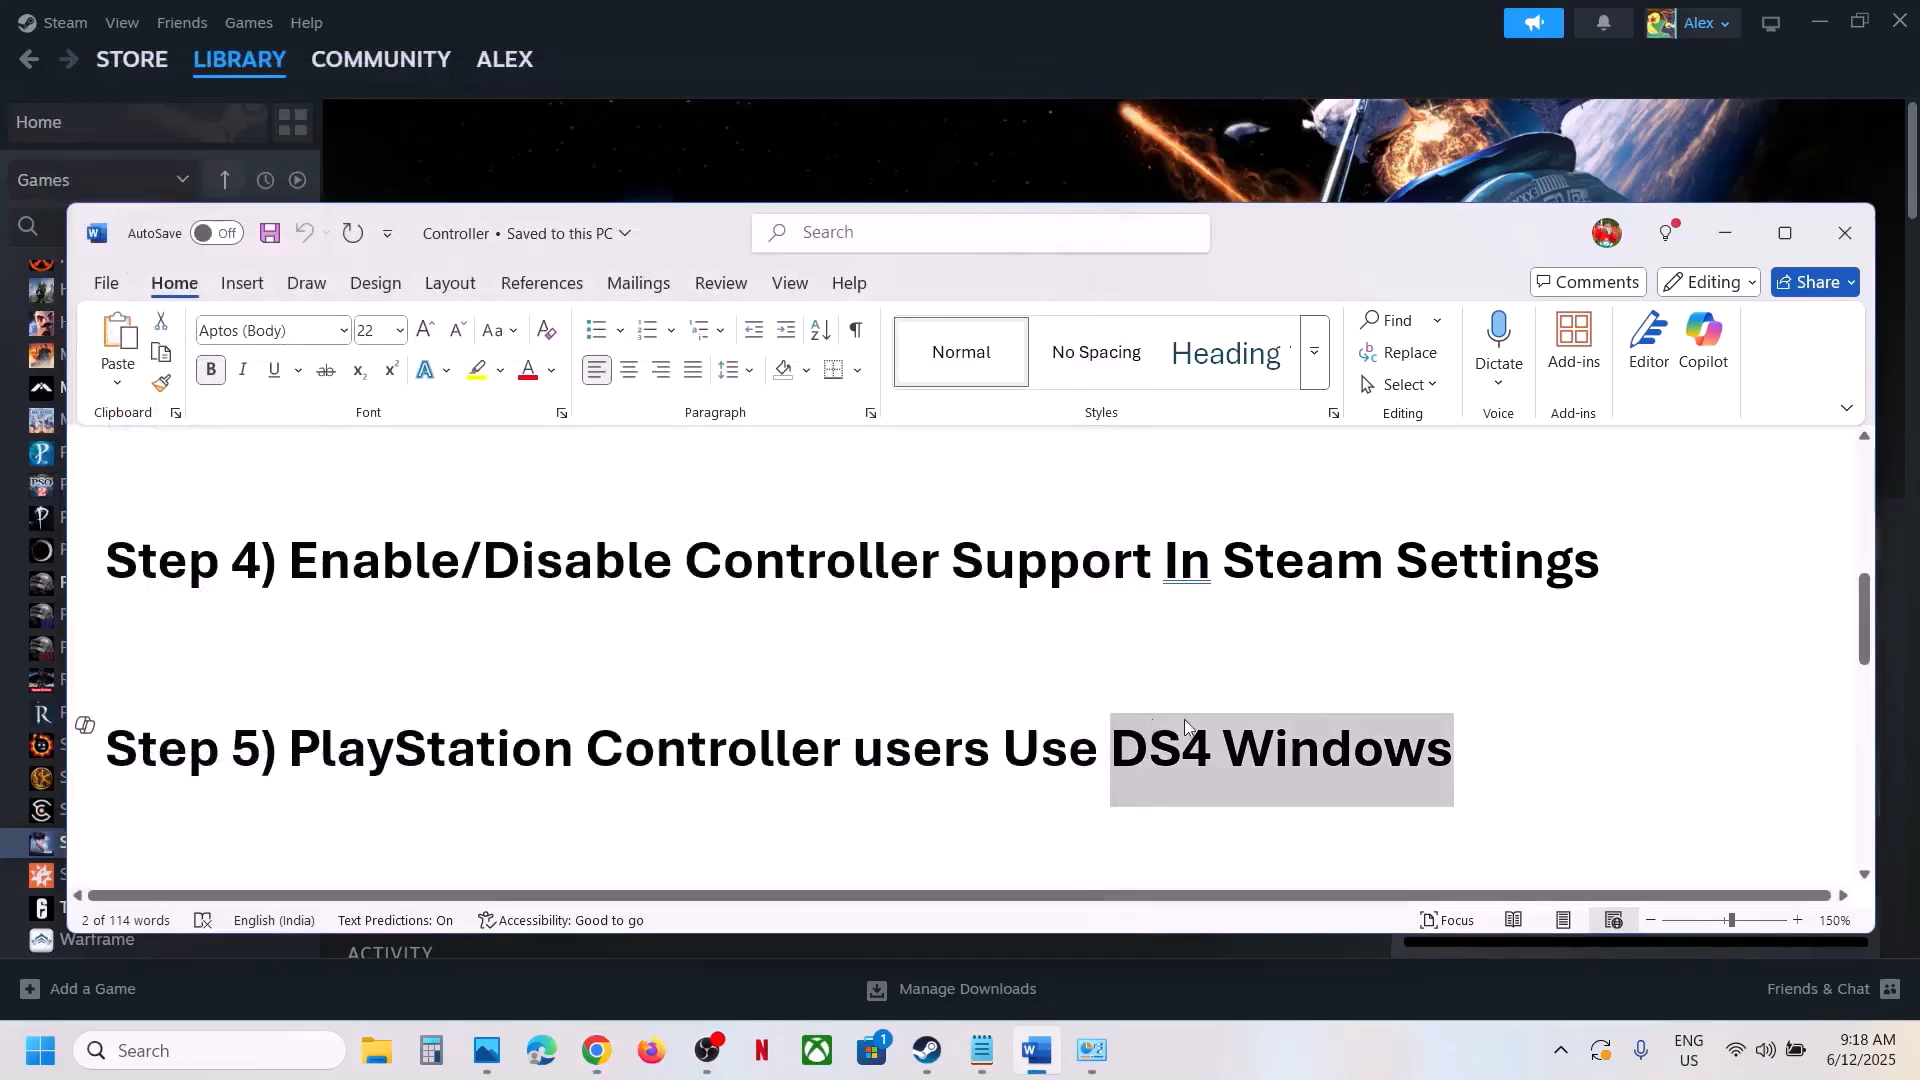 Steam View Friends Games Help
Alex
STORE LIBRARY COMMUNITY ALEX
Home
Games
AutoSave Off Controller • Saved to this PC Search
File Home Insert Draw Design Layout References Mailings Review View Help
Comments Editing Share
Aptos (Body) 22
Paste
Normal No Spacing Heading
Find Replace Select
Dictate Add-ins Editor Copilot
Clipboard Font Paragraph Styles Editing Voice Add-ins
Step 4) Enable/Disable Controller Support In Steam Settings
Step 5) PlayStation Controller users Use DS4 Windows
2 of 114 words English (India) Text Predictions: On Accessibility: Good to go Focus 150%
Warframe
ACTIVITY
Add a Game Manage Downloads Friends & Chat
Search
1
ENG US
9:18 AM
6/12/2025